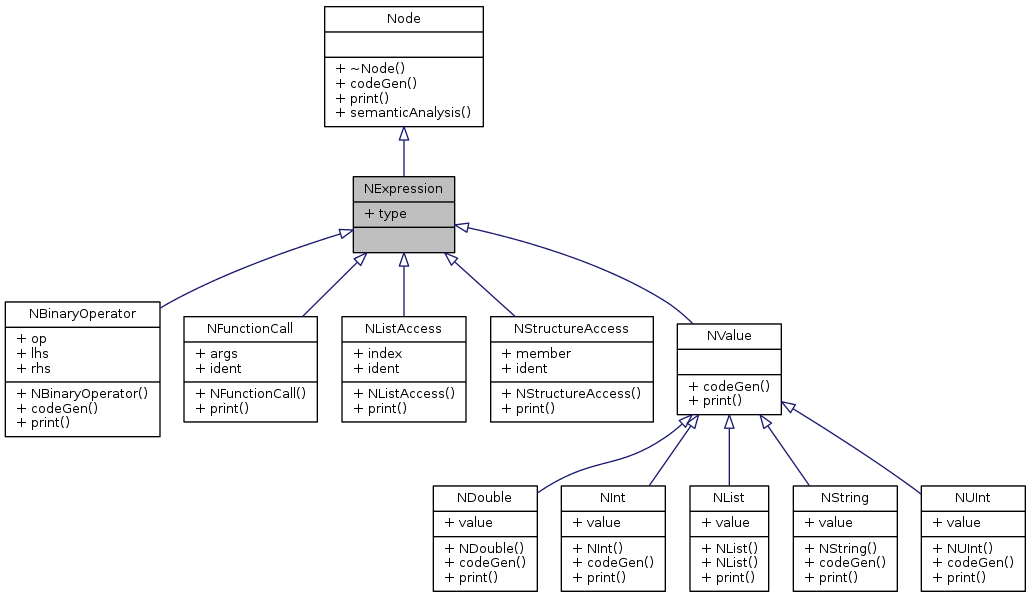 Node
+ ~Node()
+ codeGen()
+ print()
+ semanticAnalysis()
NExpression
+ type
NBinaryOperator
+ op
+ lhs
+ rhs
+ NBinaryOperator()
+ codeGen()
+ print()
NFunctionCall
+ args
+ ident
+ NFunctionCall()
+ print()
NListAccess
+ index
+ ident
+ NListAccess()
+ print()
NStructureAccess
+ member
+ ident
+ NStructureAccess()
+ print()
NValue
+ codeGen()
+ print()
NDouble
+ value
+ NDouble()
+ codeGen()
+ print()
NInt
+ value
+ NInt()
+ codeGen()
+ print()
NList
+ value
+ NList()
+ NList()
+ print()
NString
+ value
+ NString()
+ codeGen()
+ print()
NUInt
+ value
+ NUInt()
+ codeGen()
+ print()